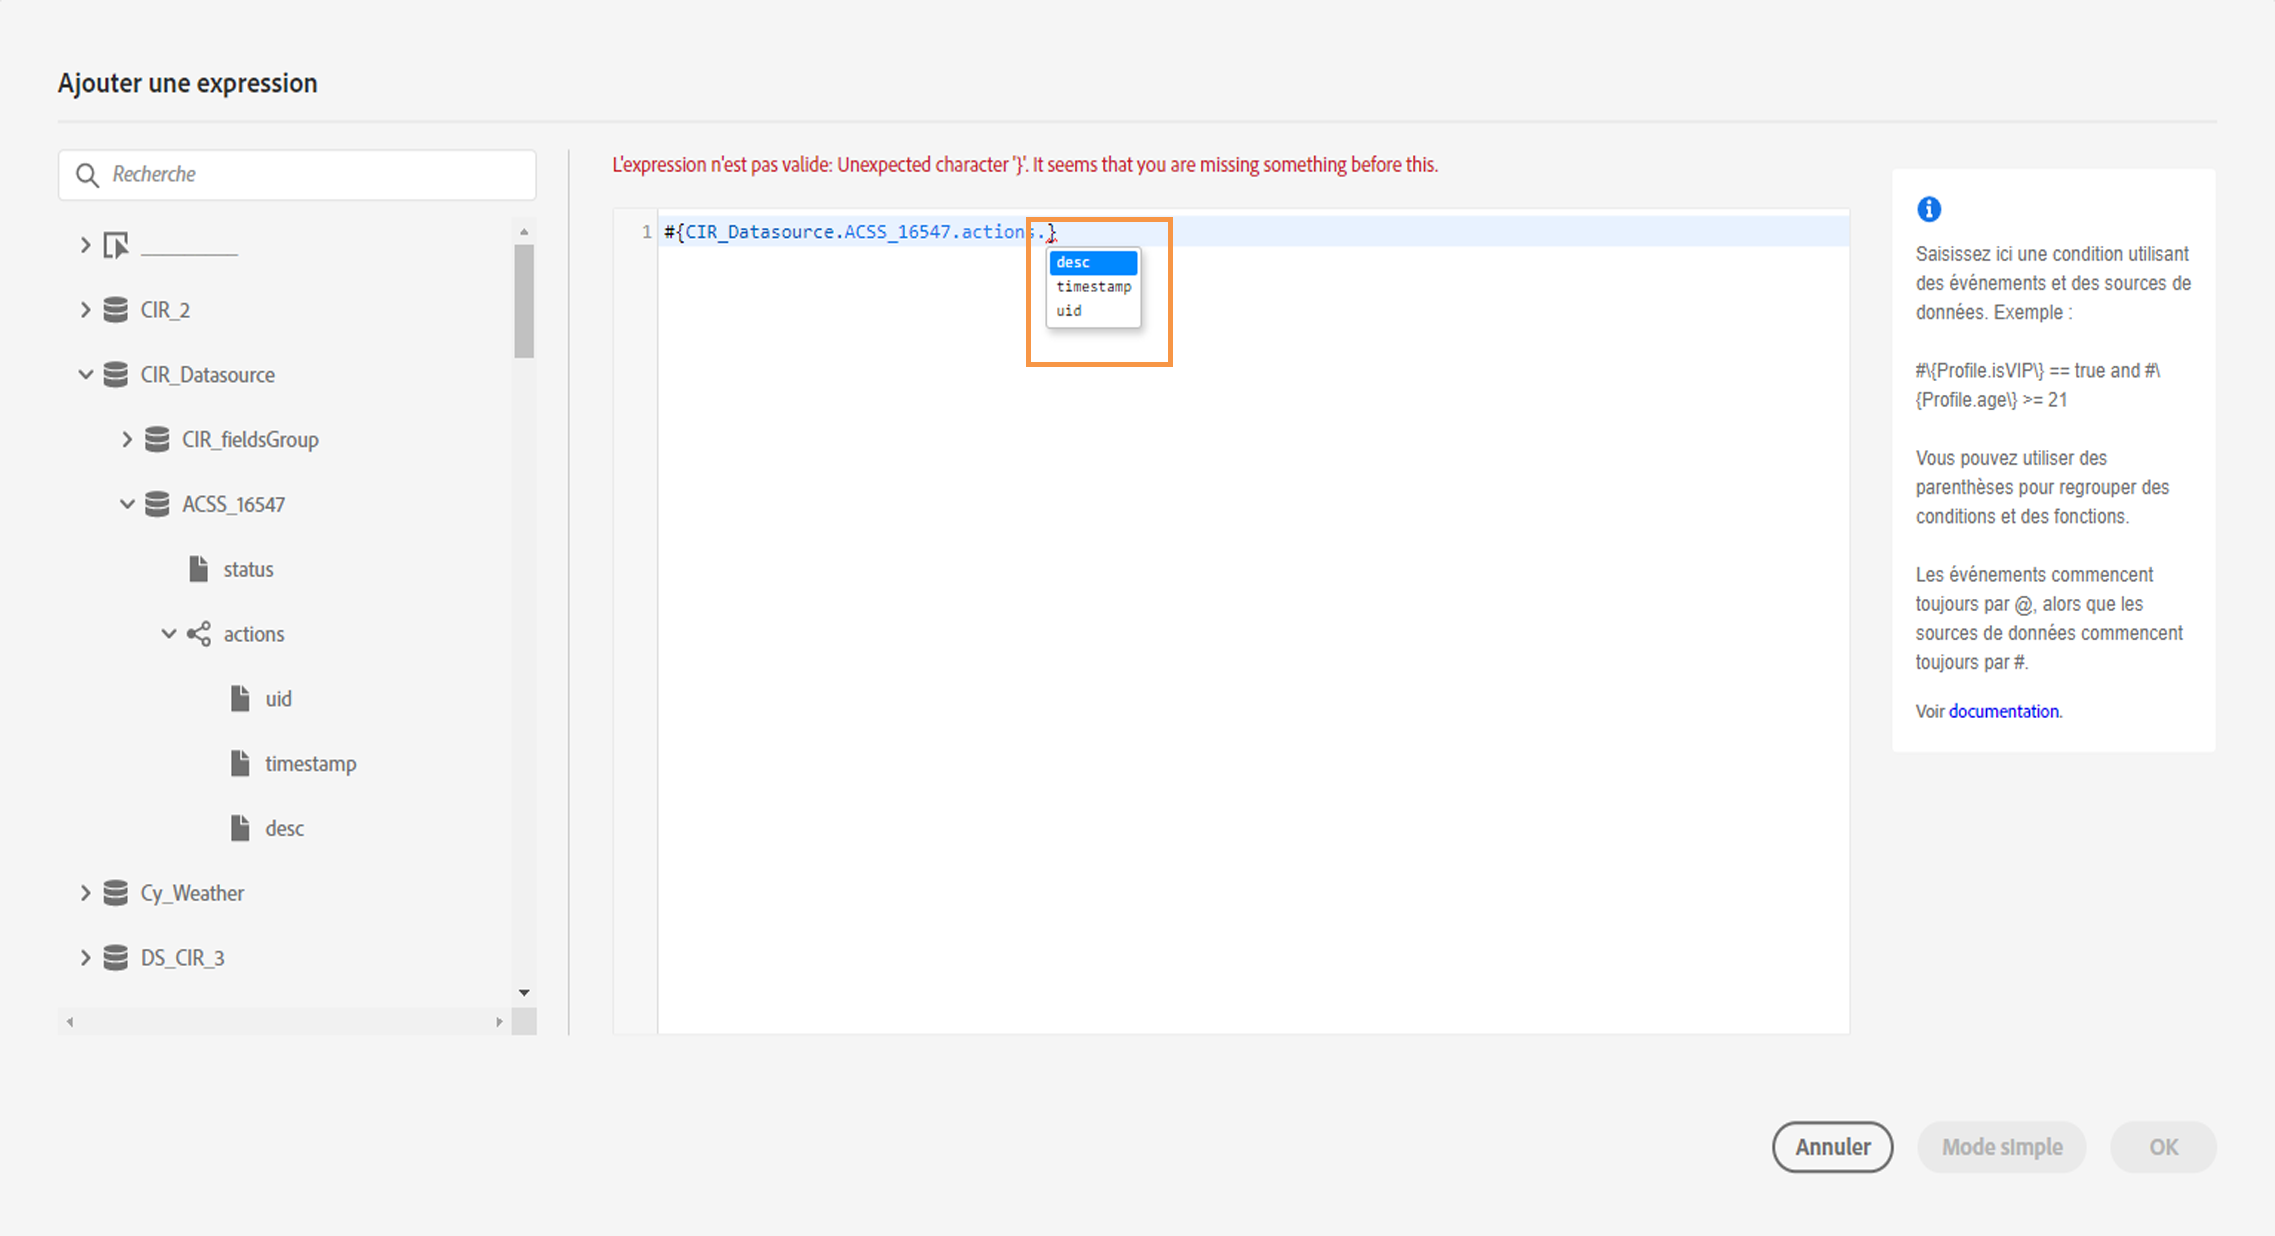 Ajouter une expression
Recherche
__________
CIR_2
CIR_Datasource
CIR_fieldsGroup
ACSS_16547
status
actions
uid
timestamp
desc
Cy_Weather
DS_CIR_3
L'expression n'est pas valide: Unexpected character '}'. It seems that you are missing something before this.
1 #{CIR_Datasource.ACSS_16547.actions.}
desc
timestamp
uid
Saisissez ici une condition utilisant
des événements et des sources de
données. Exemple :
#\{Profile.isVIP\} == true and #\
{Profile.age\} >= 21
Vous pouvez utiliser des
parenthèses pour regrouper des
conditions et des fonctions.
Les événements commencent
toujours par @, alors que les
sources de données commencent
toujours par #.
Voir documentation.
Annuler
Mode simple
OK